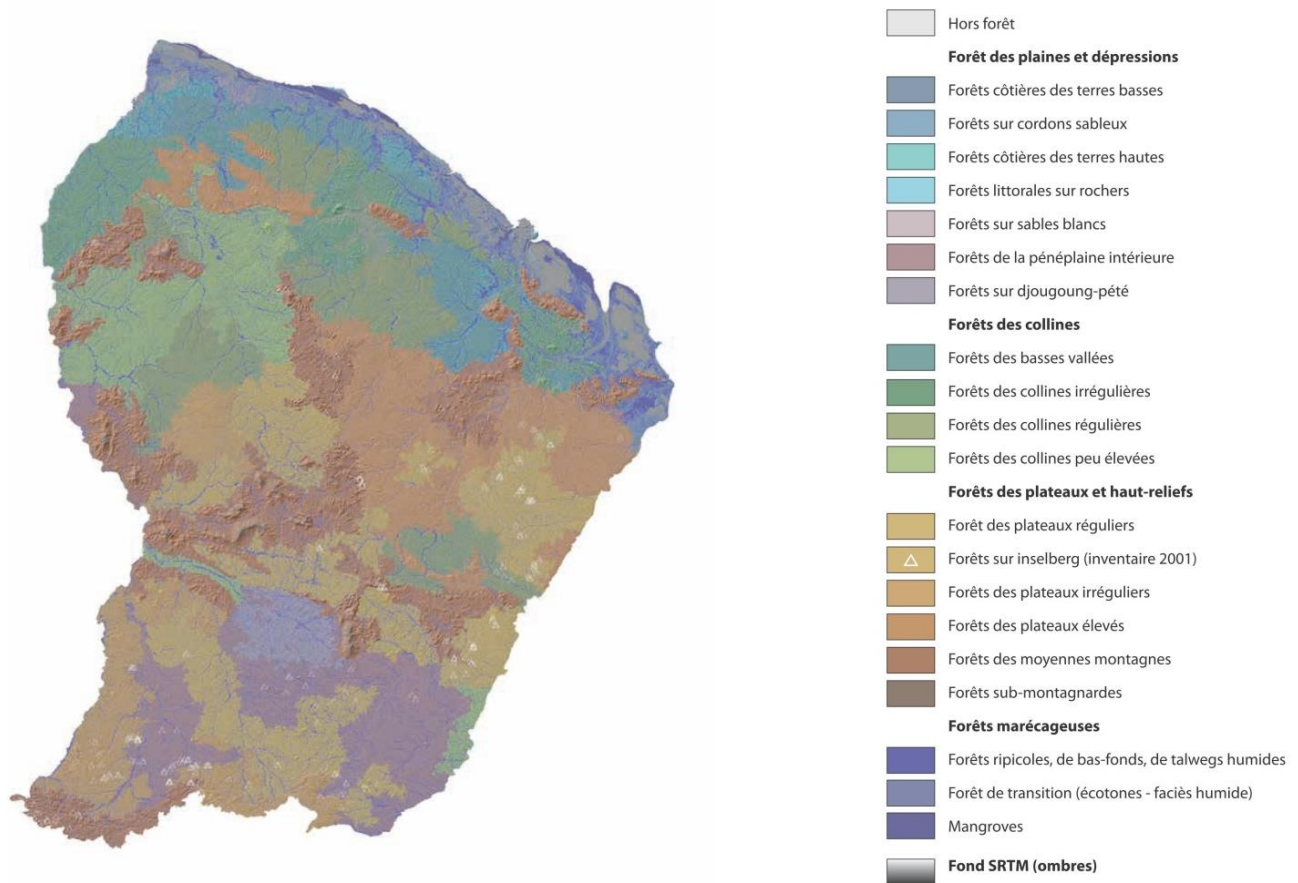 Hors forêt
Forêt des plaines et dépressions
Forêts côtières des terres basses
Forêts sur cordons sableux
Forêts côtières des terres hautes
Forêts littorales sur rochers
Forêts sur sables blancs
Forêts de la pénéplaine intérieure
Forêts sur djougoung-pété
Forêts des collines
Forêts des basses vallées
Forêts des collines irrégulières
Forêts des collines régulières
Forêts des collines peu élevées
Forêts des plateaux et haut-reliefs
Forêt des plateaux réguliers
Forêts sur inselberg (inventaire 2001)
Forêts des plateaux irréguliers
Forêts des plateaux élevés
Forêts des moyennes montagnes
Forêts sub-montagnardes
Forêts marécageuses
Forêts ripicoles, de bas-fonds, de talwegs humides
Forêt de transition (écotones - faciès humide)
Mangroves
Fond SRTM (ombres)